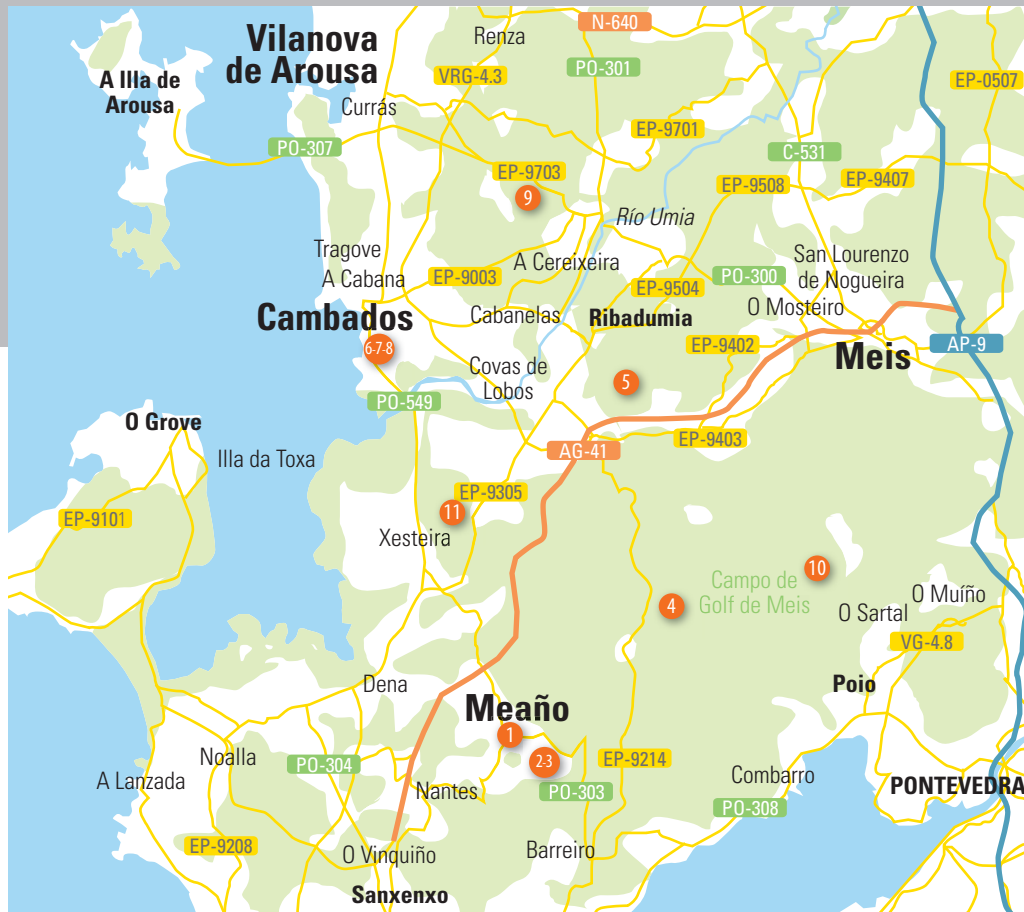 N-640
Renza
Vilanova
de Arousa
PO-301
A Illa de
Arousa
VRG-4.3
EP-0507
Currás
EP-9701
PO-307
C-531
EP-9703
EP-9508
EP-9407
9
Río Umia
Tragove
A Cabana
A Cereixeira
San Lourenzo
de Nogueira
EP-9003
PO-300
EP-9504
O Mosteiro
Cambados
Cabanelas
Ribadumia
6-7-8
EP-9402
Meis
AP-9
Covas de
Lobos
5
PO-549
O Grove
EP-9403
AG-41
Illa da Toxa
EP-9305
11
EP-9101
Xesteira
10
Campo de
Golf de Meis
4
O Muíño
O Sartal
VG-4.8
Dena
Poio
Meaño
1
2-3
Noalla
PO-304
EP-9214
A Lanzada
Nantes
PO-303
Combarro
PONTEVEDRA
PO-308
EP-9208
O Vinquiño
Barreiro
Sanxenxo